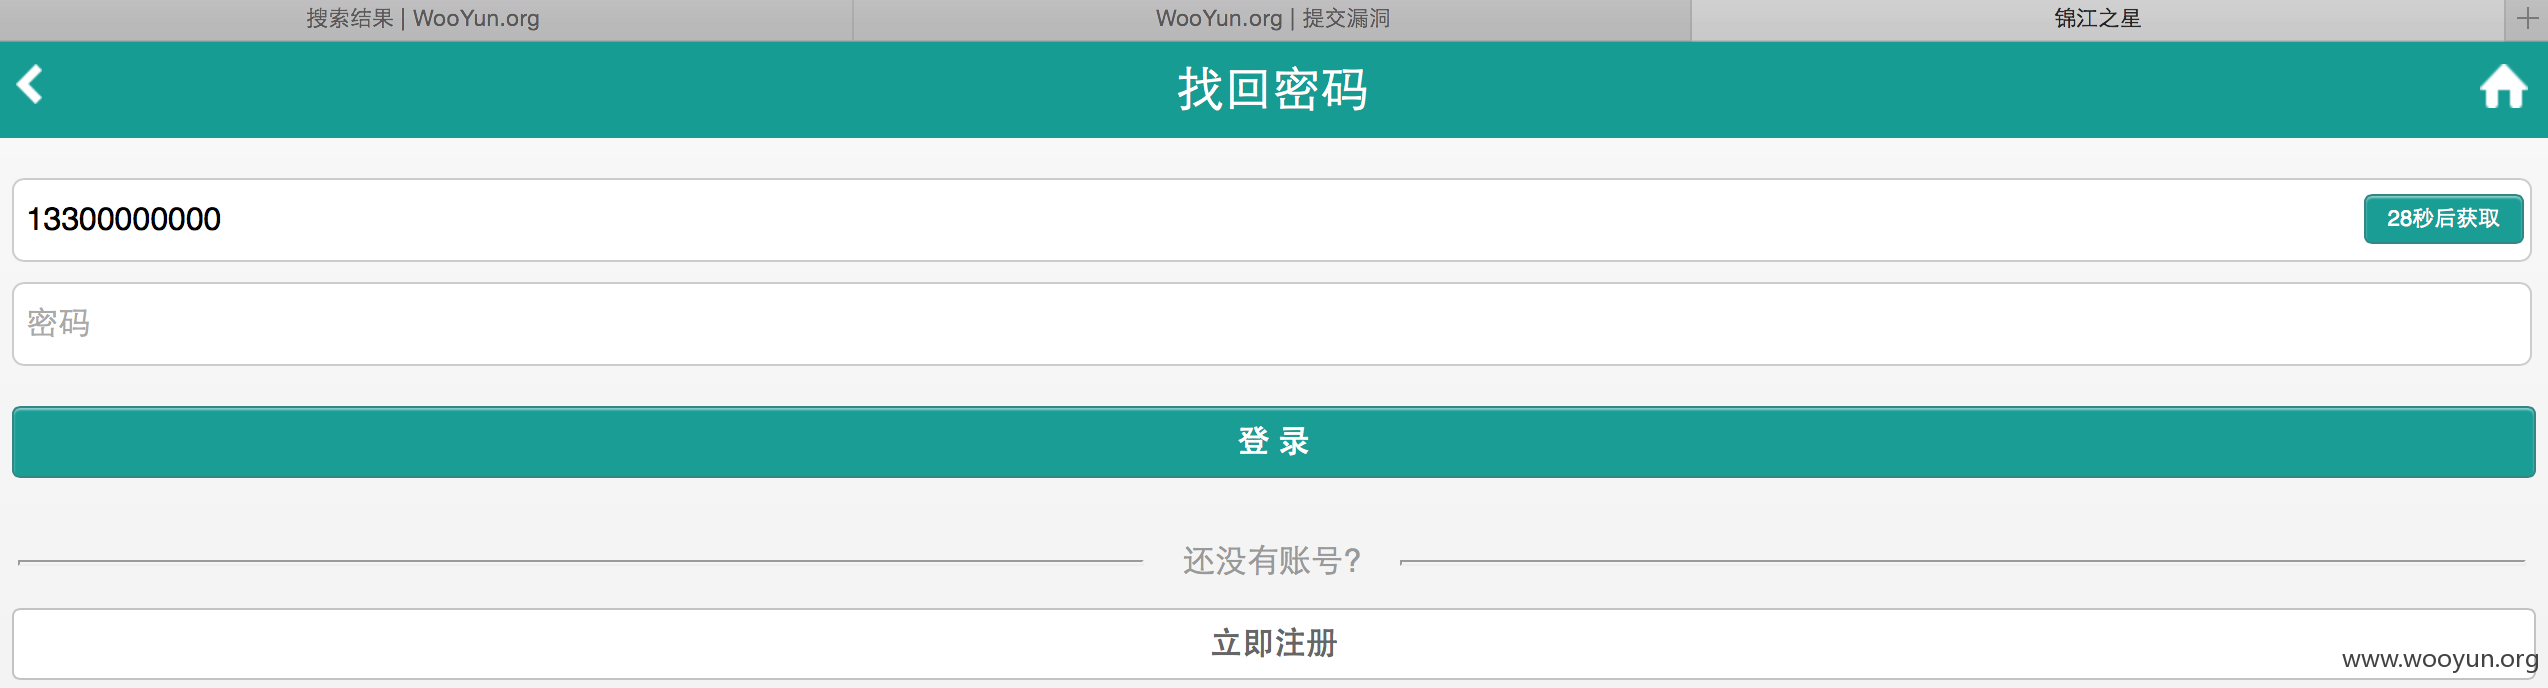 搜索结果 | WooYun.org
WooYun.org | 提交漏洞
锦江之星
找回密码
13300000000
28秒后获取
密码
登 录
还没有账号?
立即注册
www.wooyun.org